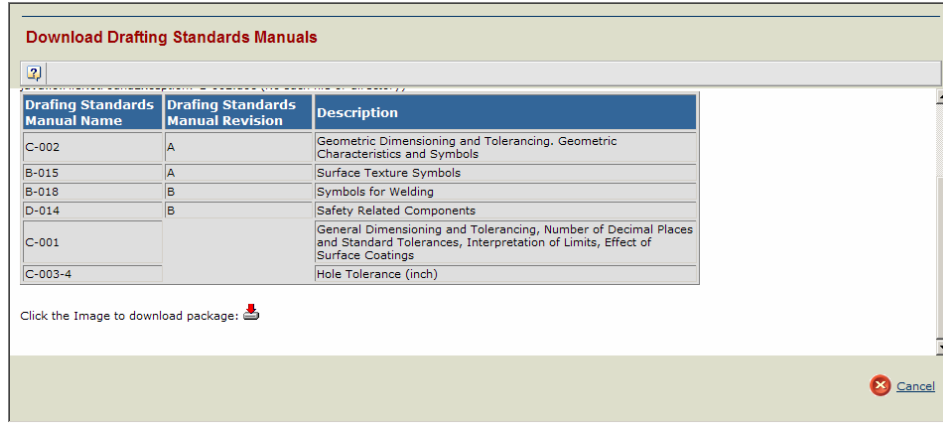 Download Drafting Standards Manuals
Drafing Standards Manual Name
Drafing Standards Manual Revision
Description
C-002
A
Geometric Dimensioning and Tolerancing. Geometric
Characteristics and Symbols
B-015
A
Surface Texture Symbols
B-018
B
Symbols for Welding
D-014
B
Safety Related Components
C-001
General Dimensioning and Tolerancing, Number of Decimal Places
and Standard Tolerances, Interpretation of Limits, Effect of
Surface Coatings
C-003-4
Hole Tolerance (inch)
Click the Image to download package:
Cancel